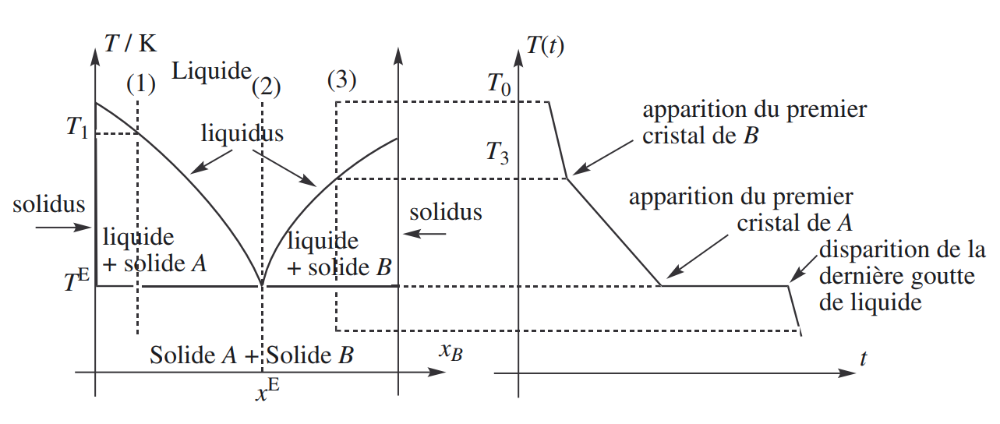 T / K
(1)
Liquide
(2)
(3)
T₁
liquidus
solidus
liquide
+ solide A
liquide
+ solide B
solidus
Tᴱ
Solide A + Solide B
x_B
xᴱ
T(t)
T₀
T₃
apparition du premier
cristal de B
apparition du premier
cristal de A
disparition de la
dernière goutte
de liquide
t